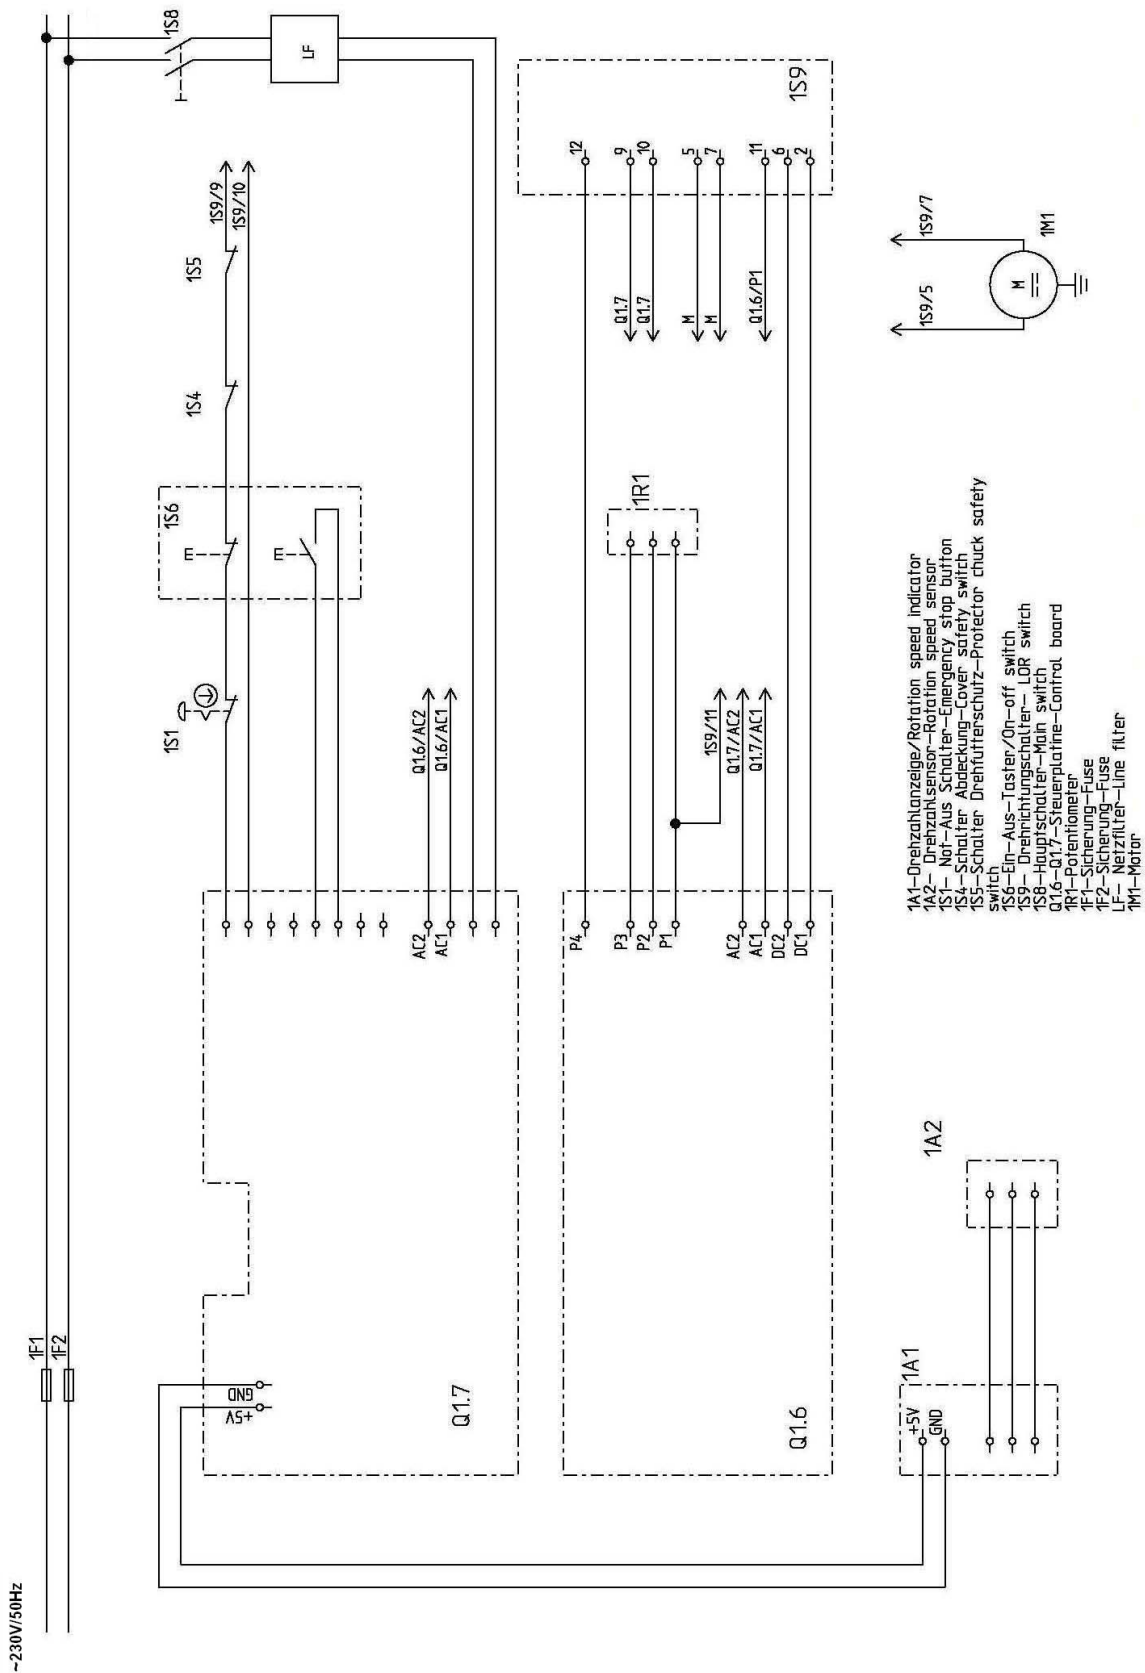 ~230V/50Hz
1F1
1F2
1S8
LF
1S5
1S9/9
1S9/10
1S4
1S6
E
E
1S1
Q1.6/AC2
Q1.6/AC1
AC2
AC1
GND
+5V
Q1.7
1S9
12
9
10
5
7
11
6
2
Q1.7
Q1.7
M
M
Q1.6/P1
1R1
1S9/11
Q1.7/AC2
Q1.7/AC1
P4
P3
P2
P1
AC2
AC1
DC2
DC1
Q1.6
1S9/7
1S9/5
M
1M1
1A2
1A1
+5V
GND
1A1-Drehzahlanzeige/Rotation speed indicator
1A2- Drehzahlsensor-Rotation speed sensor
1S1- Not-Aus Schalter-Emergency stop button
1S4-Schalter Abdeckung-Cover safety switch
1S5-Schalter Drehfutterschutz-Protector chuck safety
switch
1S6-Ein-Aus-Taster/On-off switch
1S9- Drehrichtungschalter- LOR switch
1S8-Hauptschalter-Main switch
Q1.6-Q1.7-Steuerplatine-Control board
1R1-Potentiometer
1F1-Sicherung-Fuse
1F2-Sicherung-Fuse
LF- Netzfilter-Line filter
1M1-Motor